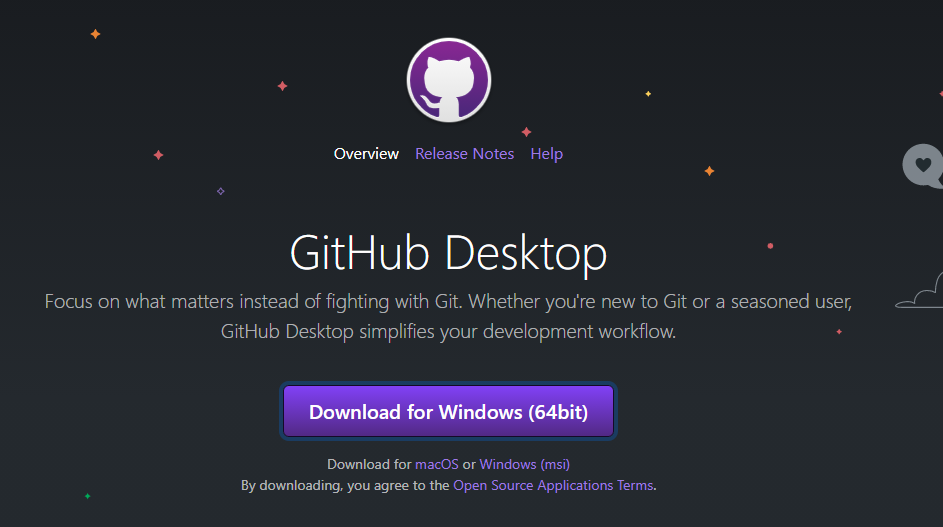 Overview Release Notes Help
GitHub Desktop
Focus on what matters instead of fighting with Git. Whether you're new to Git or a seasoned user,
GitHub Desktop simplifies your development workflow.
Download for Windows (64bit)
Download for macOS or Windows (msi)
By downloading, you agree to the Open Source Applications Terms.